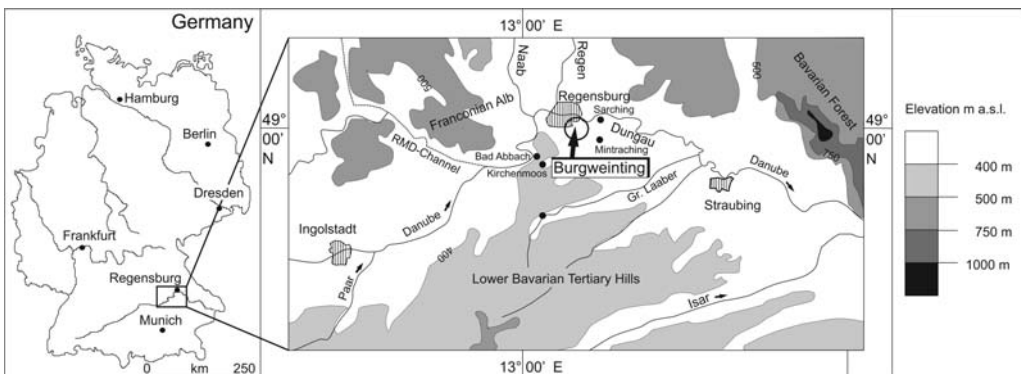 Germany
Hamburg
Berlin
Dresden
Frankfurt
Regensburg
Munich
0 km 250
13° 00' E
Naab
Regen
500
Franconian Alb
Regensburg
Sarching
Dungau
Mintraching
RMD-Channel
Bad Abbach
Kirchenmoos
Burgweinting
Gr. Laaber
Danube
Straubing
500
Bavarian Forest
750
49°
00'
N
49°
00'
N
Ingolstadt
Danube
400
Paar
Lower Bavarian Tertiary Hills
Isar
13° 00' E
Elevation m a.s.l.
400 m
500 m
750 m
1000 m